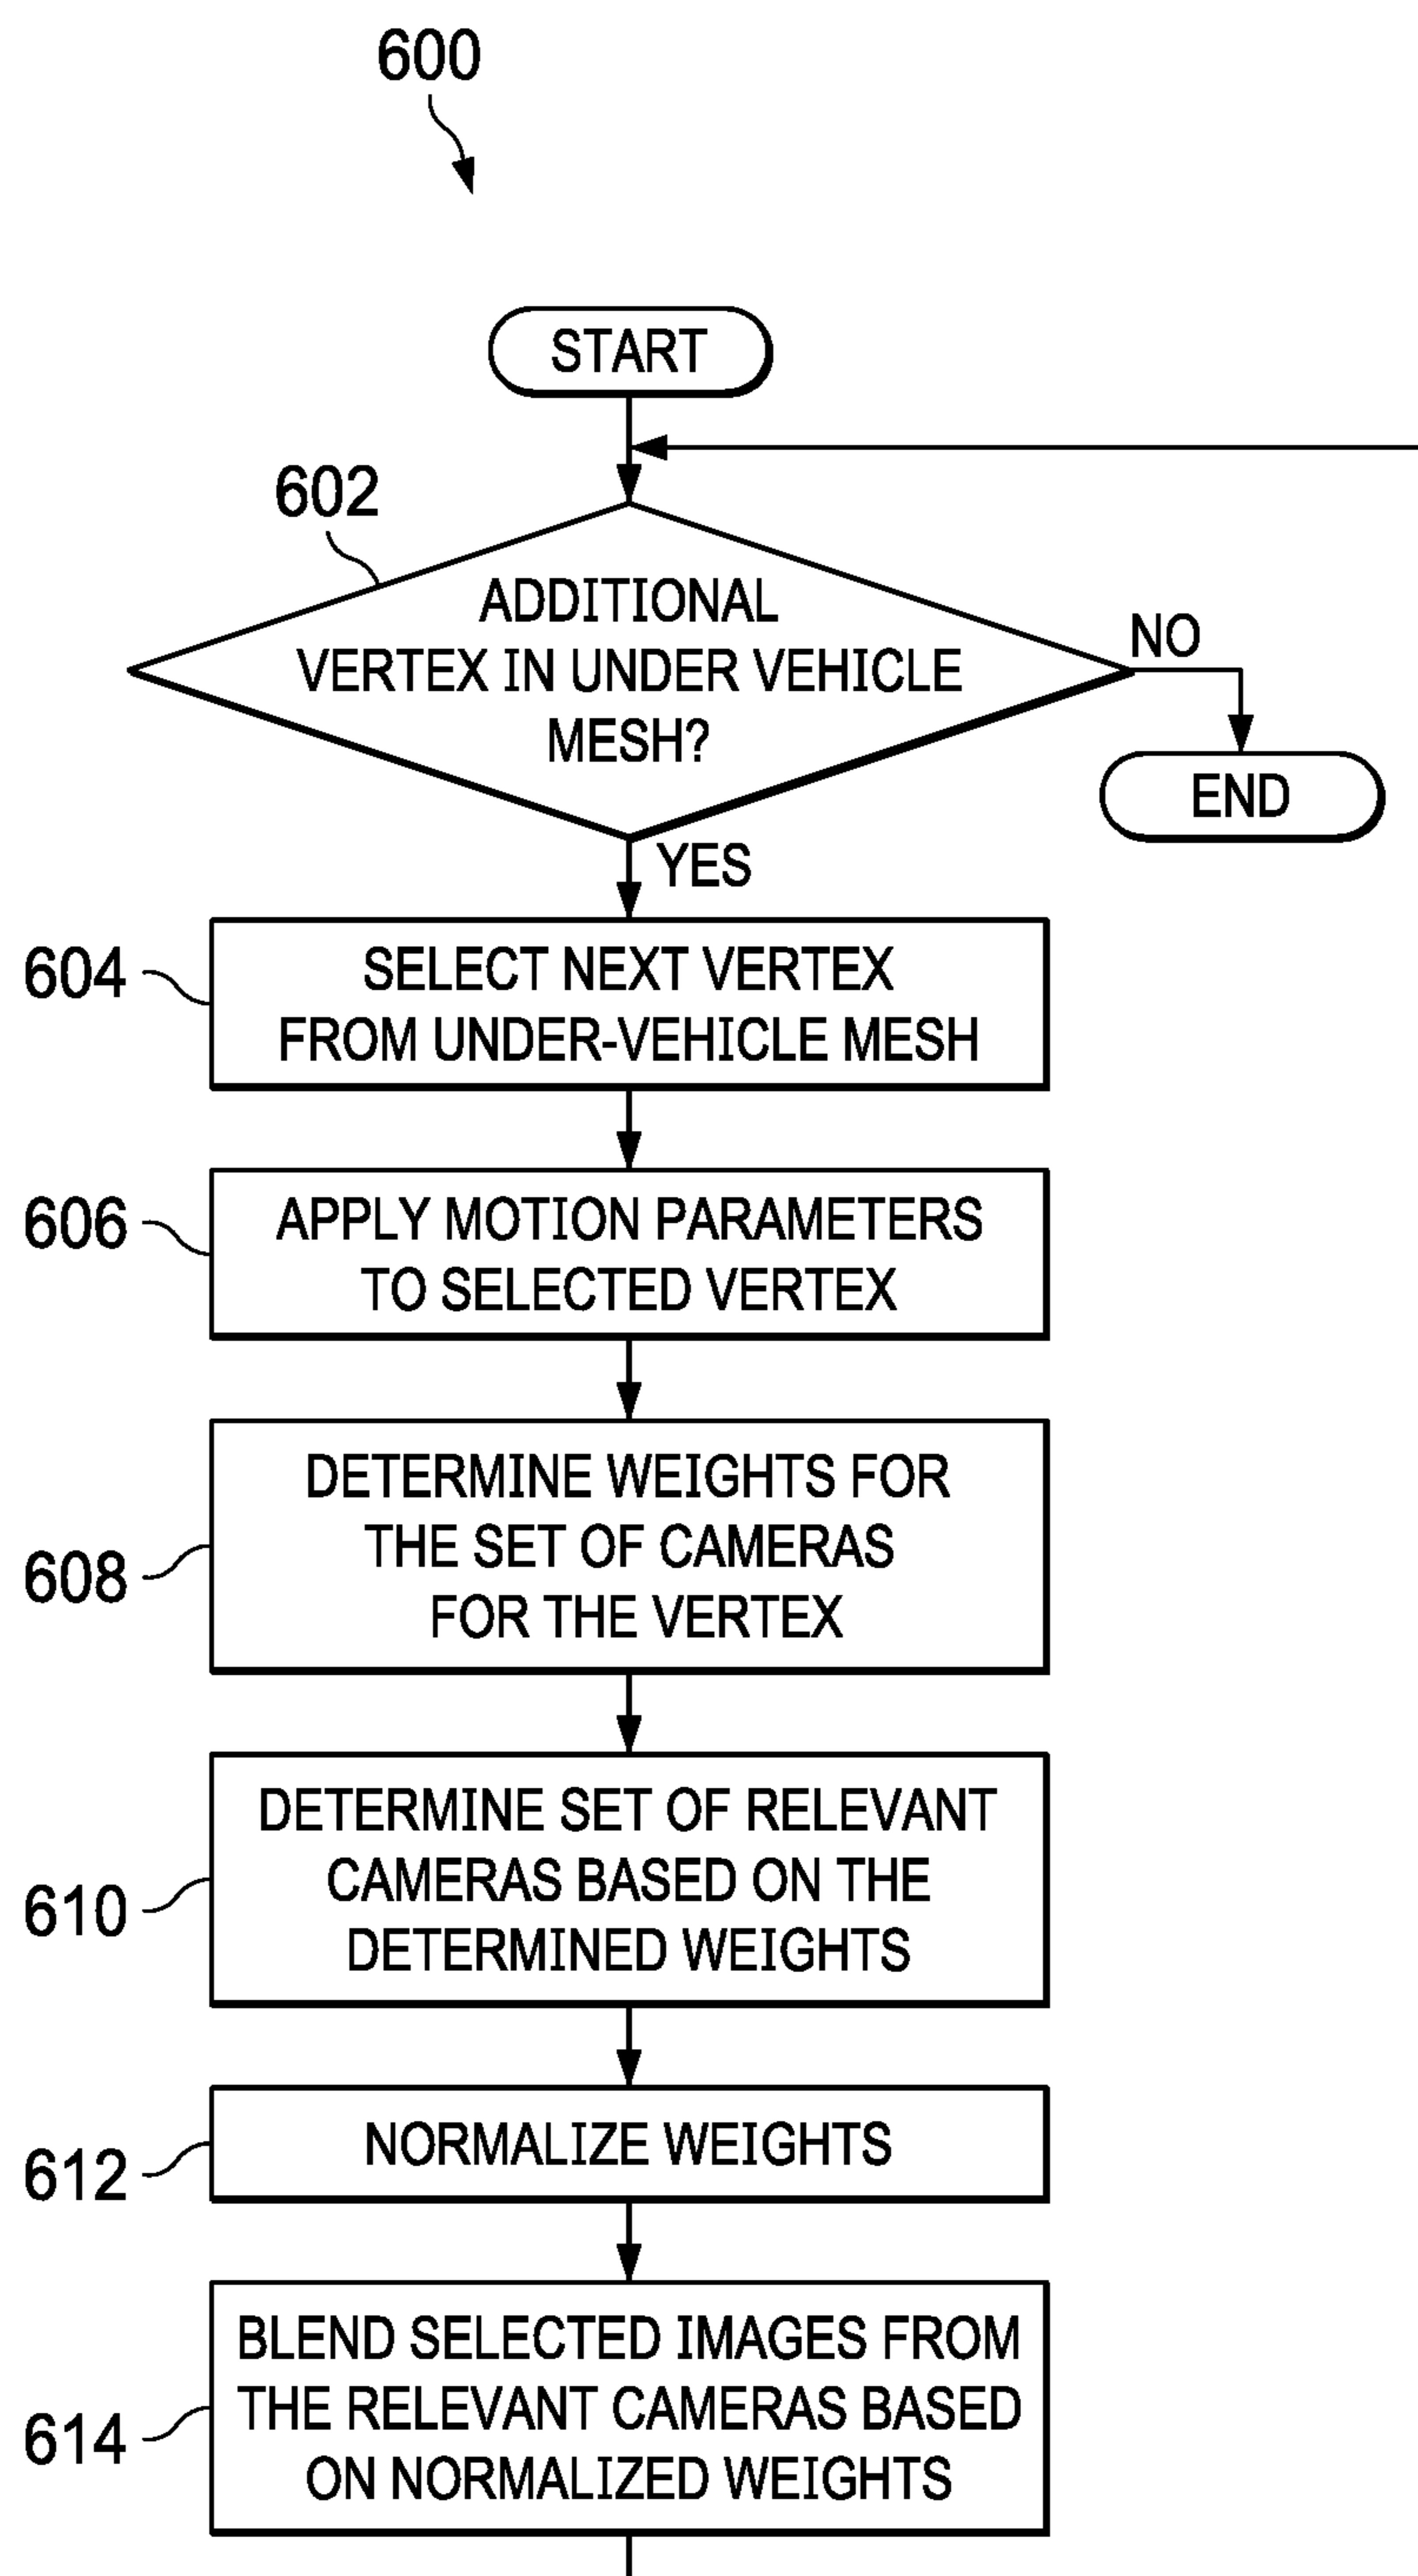 600
START
602
ADDITIONAL
VERTEX IN UNDER VEHICLE
MESH?
NO
END
YES
604
SELECT NEXT VERTEX
FROM UNDER-VEHICLE MESH
606
APPLY MOTION PARAMETERS
TO SELECTED VERTEX
608
DETERMINE WEIGHTS FOR
THE SET OF CAMERAS
FOR THE VERTEX
610
DETERMINE SET OF RELEVANT
CAMERAS BASED ON THE
DETERMINED WEIGHTS
612
NORMALIZE WEIGHTS
614
BLEND SELECTED IMAGES FROM
THE RELEVANT CAMERAS BASED
ON NORMALIZED WEIGHTS